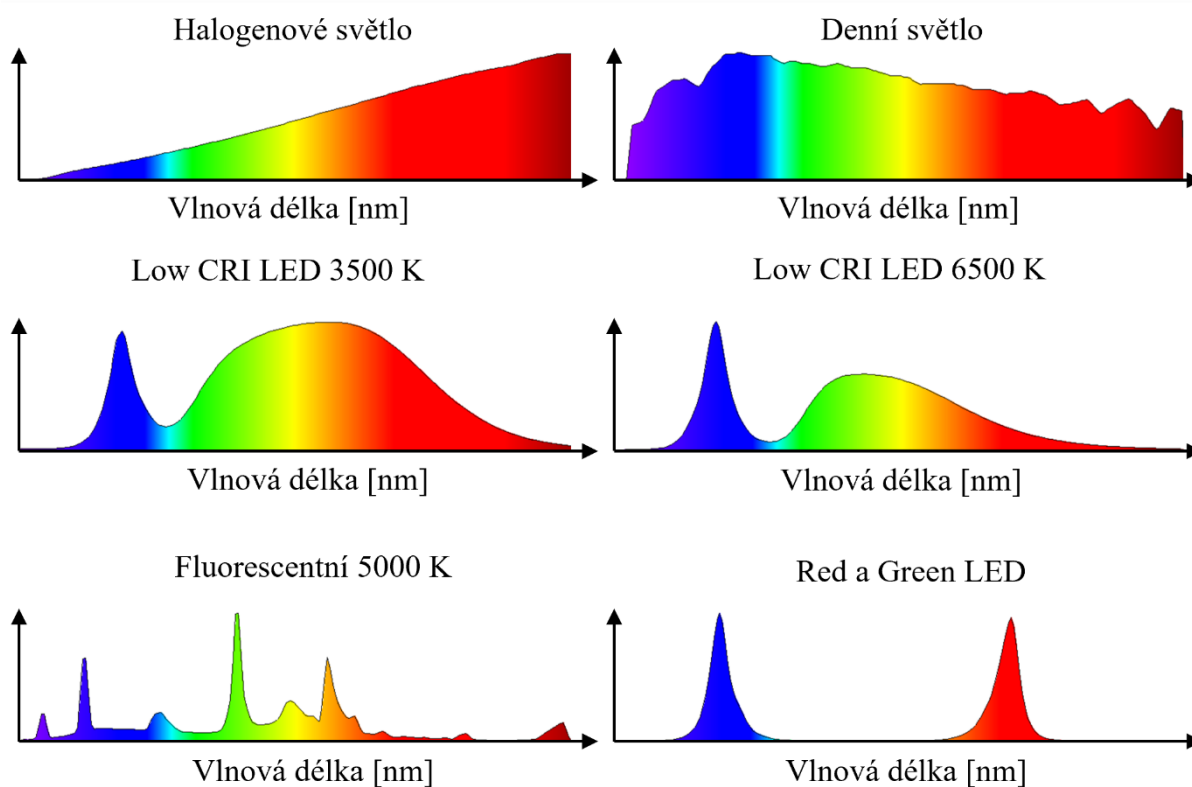 Halogenové světlo
Denní světlo
Vlnová délka [nm]
Vlnová délka [nm]
Low CRI LED 3500 K
Low CRI LED 6500 K
Vlnová délka [nm]
Vlnová délka [nm]
Fluorescentní 5000 K
Red a Green LED
Vlnová délka [nm]
Vlnová délka [nm]